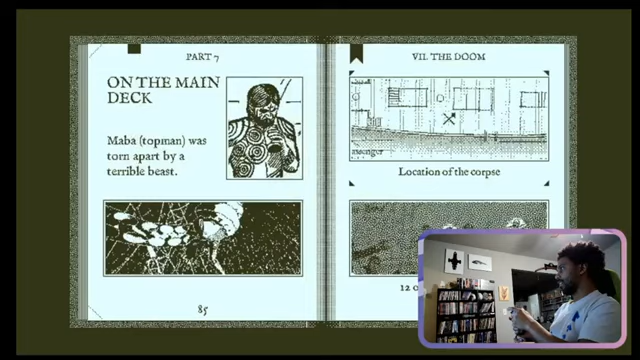 PART 7
ON THE MAIN
DECK
Maba (topman) was
torn apart by a
terrible beast.
85
VII. THE DOOM
Location of the corpse
12